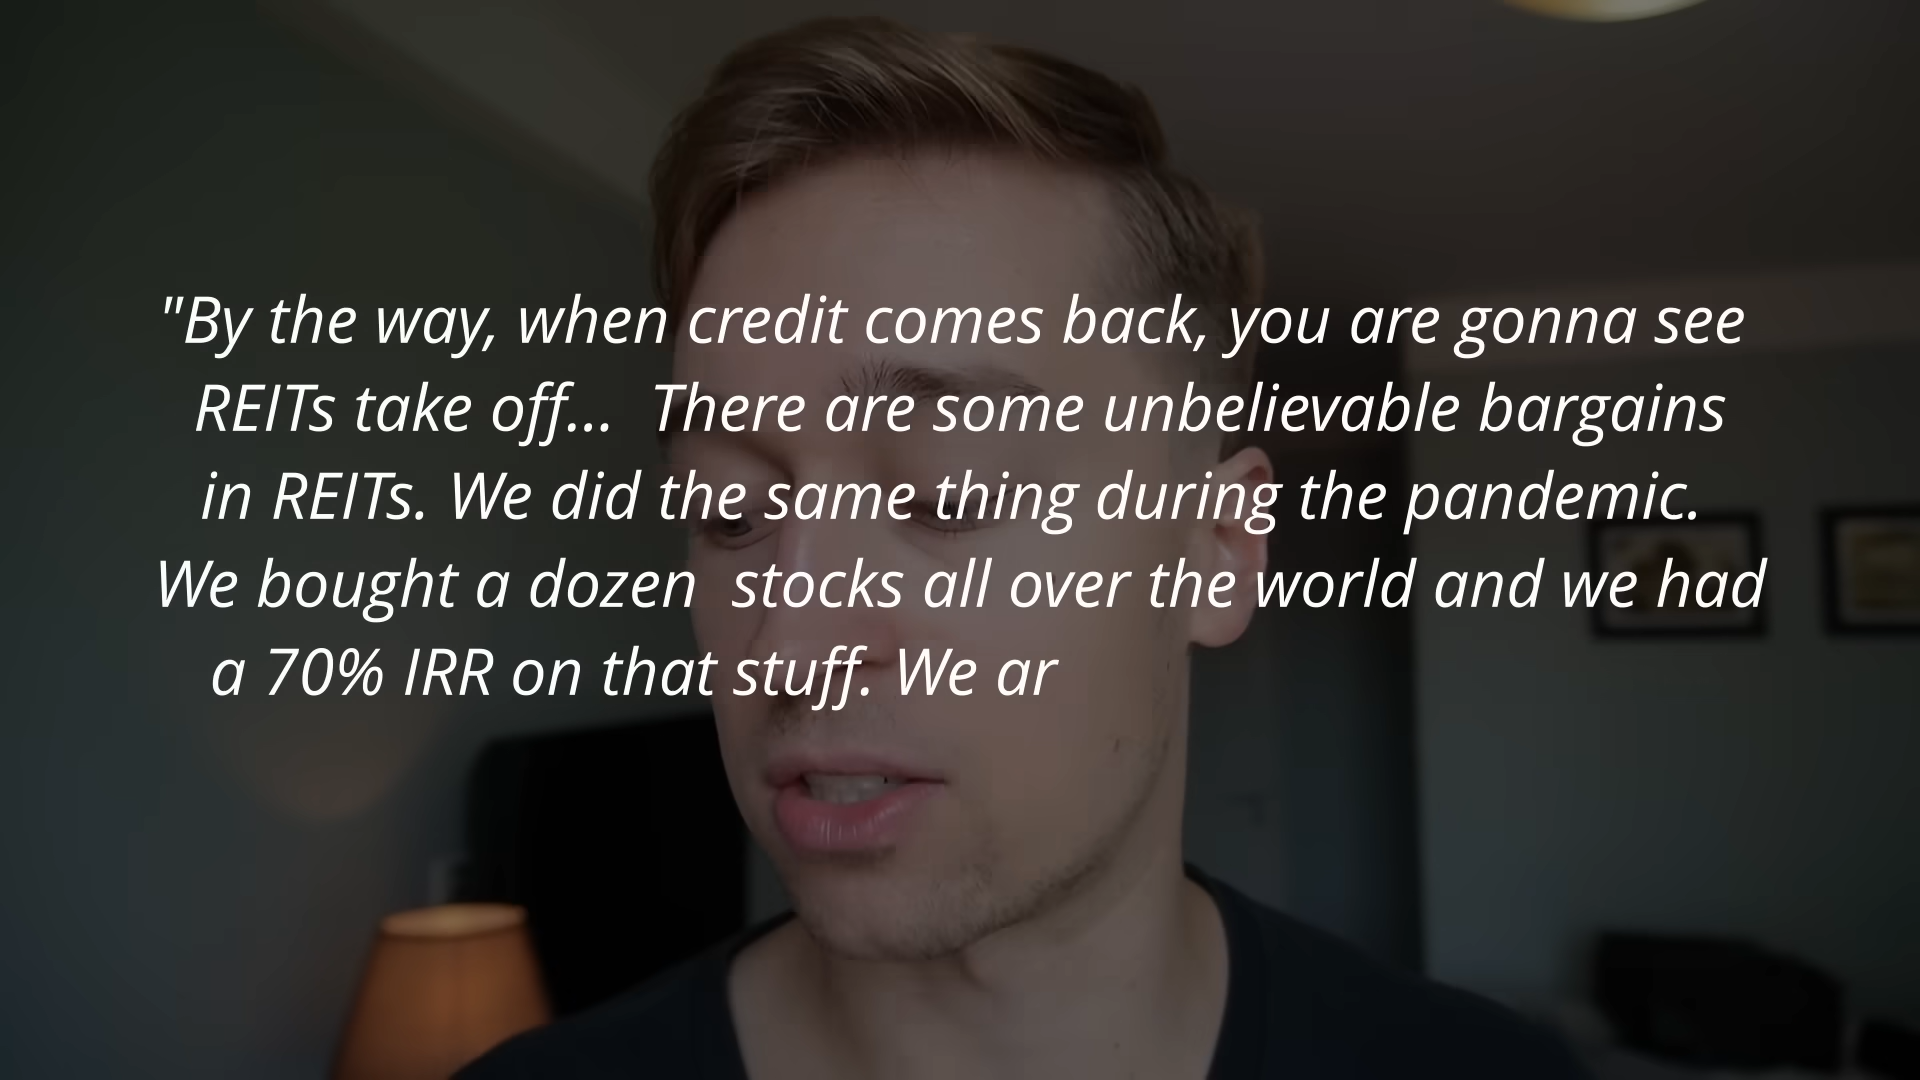 "By the way, when credit comes back, you are gonna see
REITs take off...  There are some unbelievable bargains
in REITs. We did the same thing during the pandemic.
We bought a dozen  stocks all over the world and we had
a 70% IRR on that stuff. We ar